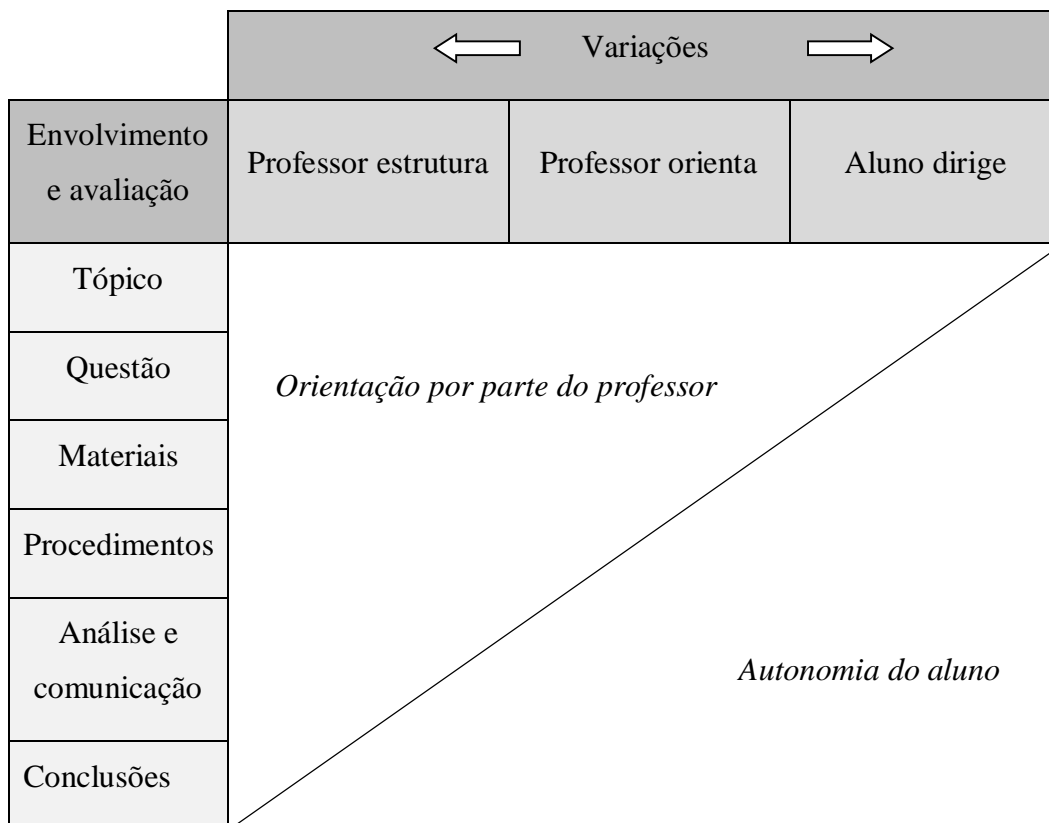 Variações
Envolvimento
e avaliação
Professor estrutura
Professor orienta
Aluno dirige
Tópico
Questão
Orientação por parte do professor
Materiais
Procedimentos
Análise e
comunicação
Autonomia do aluno
Conclusões